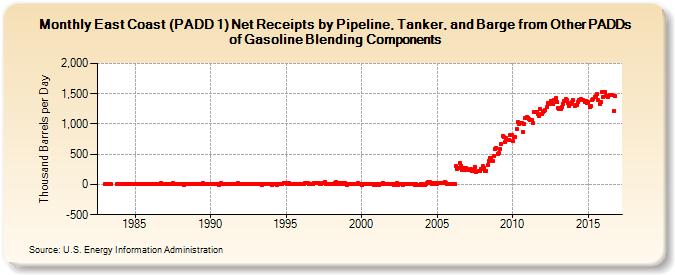 Monthly East Coast (PADD 1) Net Receipts by Pipeline, Tanker, and Barge from Other PADDs
of Gasoline Blending Components
Thousand Barrels per Day
2,000
1,500
1,000
500
0
-500
1985 1990 1995 2000 2005 2010 2015
Source: U.S. Energy Information Administration